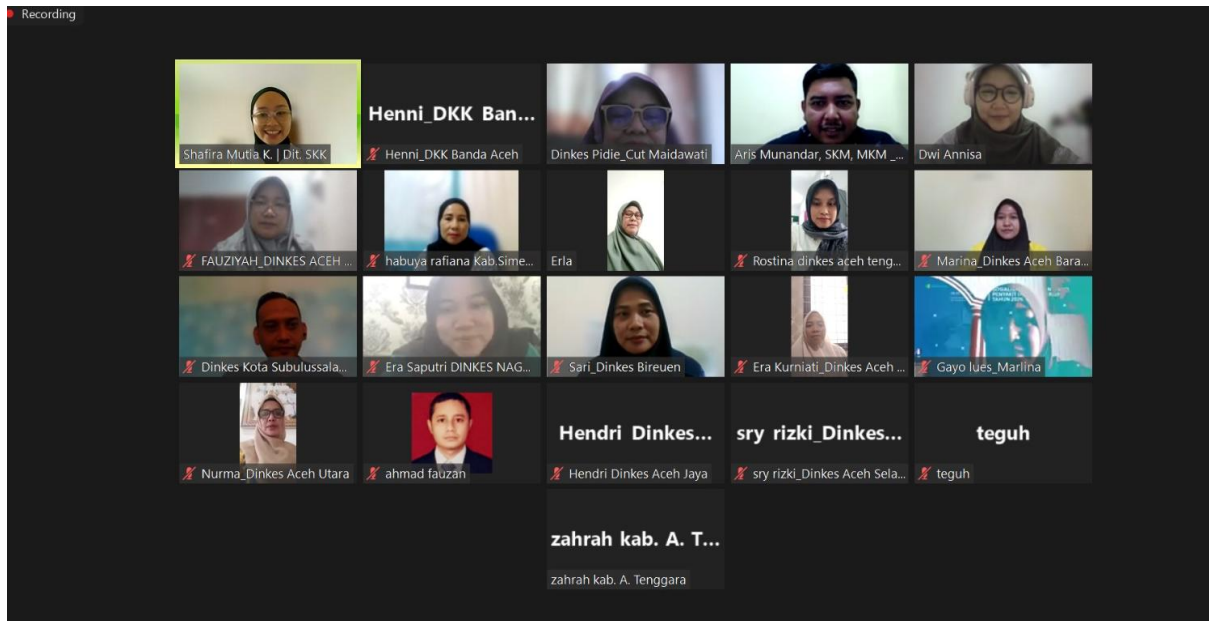 Recording
Henni_DKK Ban...
Shafira Mutia K. | Dit. SKK
Henni_DKK Banda Aceh
Dinkes Pidie_Cut Maidawati
Aris Munandar, SKM, MKM _...
Dwi Annisa
FAUZIYAH_DINKES ACEH ...
habuya rafiana Kab.Sime...
Erla
Rostina dinkes aceh teng...
Marina_Dinkes Aceh Bara...
Dinkes Kota Subulussala...
Era Saputri DINKES NAG...
Sari_Dinkes Bireuen
Era Kurniati_Dinkes Aceh ...
PENYAKIT
Gayo lues_Marlina
Hendri Dinkes...
sry rizki_Dinkes...
teguh
Nurma_Dinkes Aceh Utara
ahmad fauzan
Hendri Dinkes Aceh Jaya
sry rizki_Dinkes Aceh Sela...
teguh
zahrah kab. A. T...
zahrah kab. A. Tenggara